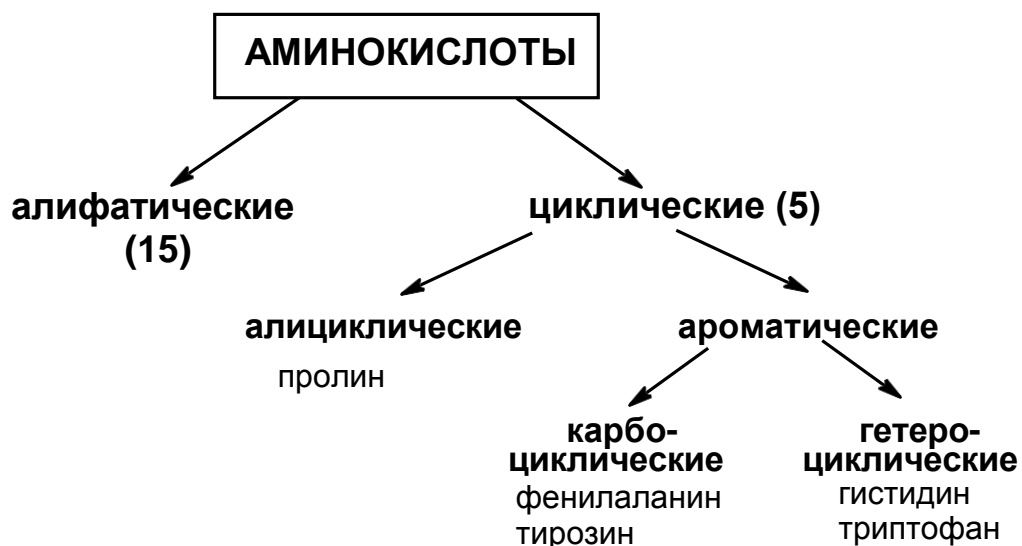 АМИНОКИСЛОТЫ
алифатические
(15)
циклические (5)
алициклические
пролин
ароматические
карбо-
циклические
фенилаланин
тирозин
гетеро-
циклические
гистидин
триптофан